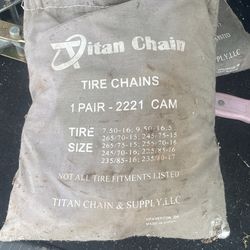 Titan Chain
TIRE CHAINS
1 PAIR - 2221 CAM
TIRE 7.50-16; 9.50-16.5
SIZE 265/70-15; 245/75-15
265/75-15; 255/70-16
245/70-16; 225/85-16
235/85-16; 235/80-17
NOT ALL TIRE FITMENTS LISTED
TITAN CHAIN & SUPPLY, LLC